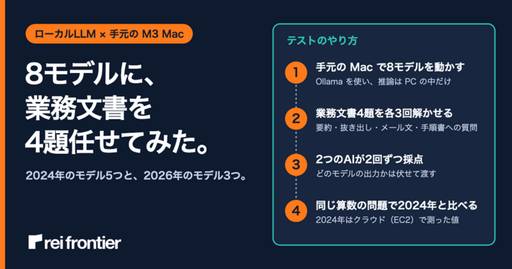 ローカルLLM × 手元の M3 Mac
8モデルに、
業務文書を
4題任せてみた。
2024年のモデル5つと、2026年のモデル3つ。
rei frontier
テストのやり方
1 手元の Mac で8モデルを動かす
Ollama を使い、推論は PC の中だけ
2 業務文書4題を各3回解かせる
要約・抜き出し・メール文・手順書への質問
3 2つのAIが2回ずつ採点
どのモデルの出力かは伏せて渡す
4 同じ算数の問題で2024年と比べる
2024年はクラウド（EC2）で測った値